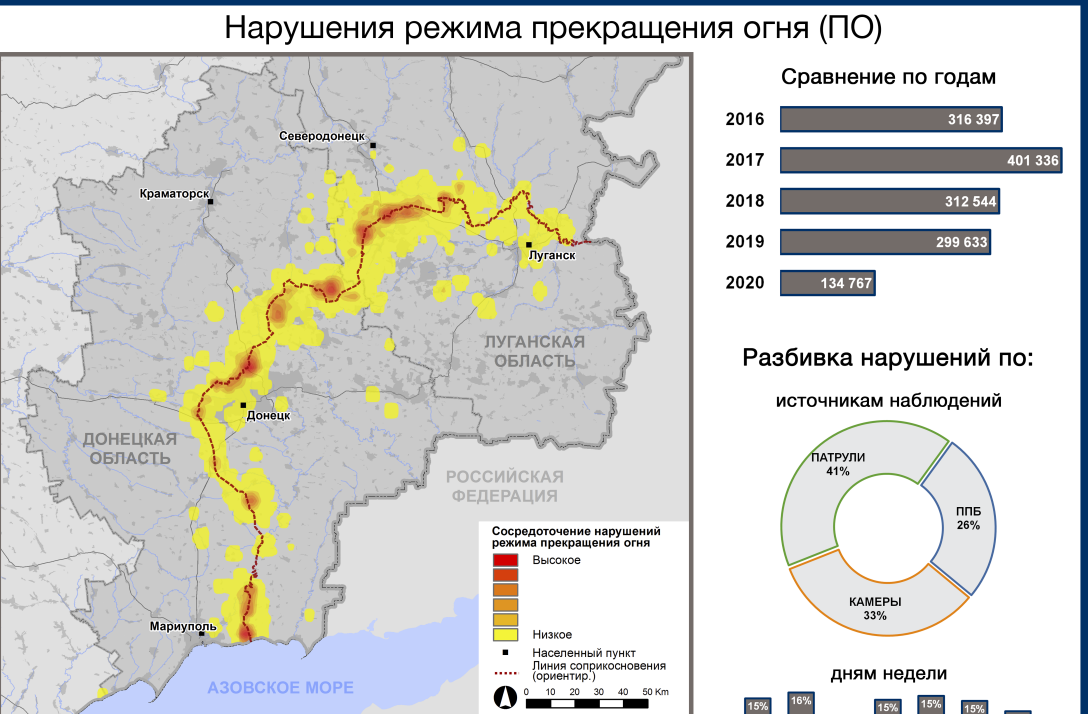 Нарушения режима прекращения огня (ПО)
Северодонецк
Краматорск
Луганск
ЛУГАНСКАЯ
ОБЛАСТЬ
Донецк
ДОНЕЦКАЯ
ОБЛАСТЬ
РОССИЙСКАЯ
ФЕДЕРАЦИЯ
Мариуполь
АЗОВСКОЕ МОРЕ
Сосредоточение нарушений
режима прекращения огня
Высокое
Низкое
Населенный пункт
Линия соприкосновения
(ориентир.)
0 10 20 30 40 50 Km
Сравнение по годам
2016 316 397
2017 401 336
2018 312 544
2019 299 633
2020 134 767
Разбивка нарушений по:
источникам наблюдений
ПАТРУЛИ
41%
ППБ
26%
КАМЕРЫ
33%
дням недели
15% 16% 15% 15% 15%